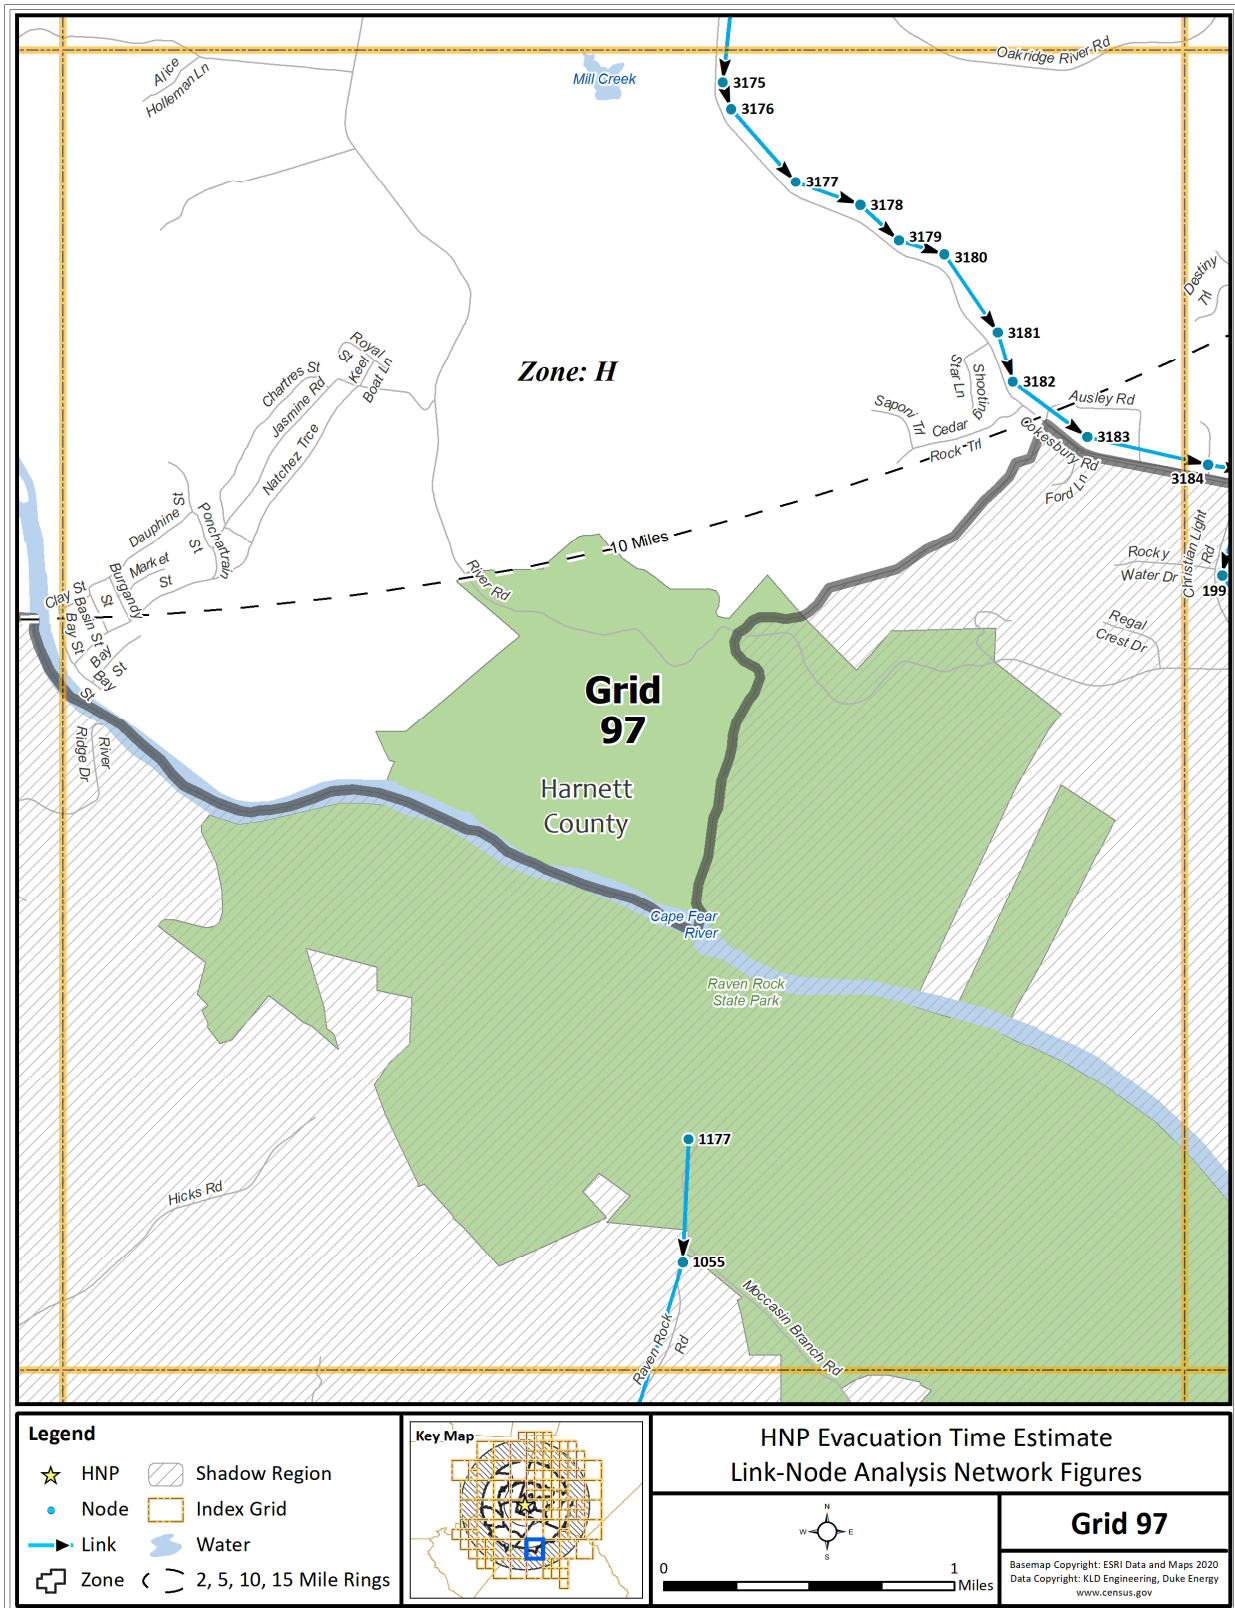 Oakridge River Rd
Alice
Holleman Ln
Mill Creek
3175
3176
3177
3178
3179
3180
3181
3182
3183
3184
Destiny
Trl
Royal
St
Keel
Boat Ln
Chartres St
Jasmine Rd
Natchez Trce
Zone: H
Star Ln
Shooting
Saponi Trl
Cedar
Rock Trl
Ausley Rd
Cokesbury Rd
Ford Ln
St
Dauphine
Ponchartrain
St
Market
St
Burgandy
St
Clay
St
Basin St
Bay St
Bay
St
Bay
St
10 Miles
River Rd
Christian Light
Rd
Rocky
Water Dr
199
Regal
Crest Dr
River
Ridge Dr
Grid
97
Harnett
County
Cape Fear
River
Raven Rock
State Park
1177
1055
Hicks Rd
Raven Rock
Rd
Moccasin Branch Rd
Legend
HNP
Node
Link
Zone
Shadow Region
Index Grid
Water
2, 5, 10, 15 Mile Rings
Key Map
HNP Evacuation Time Estimate
Link-Node Analysis Network Figures
N
W
E
S
0
1
Miles
Grid 97
Basemap Copyright: ESRI Data and Maps 2020
Data Copyright: KLD Engineering, Duke Energy
www.census.gov